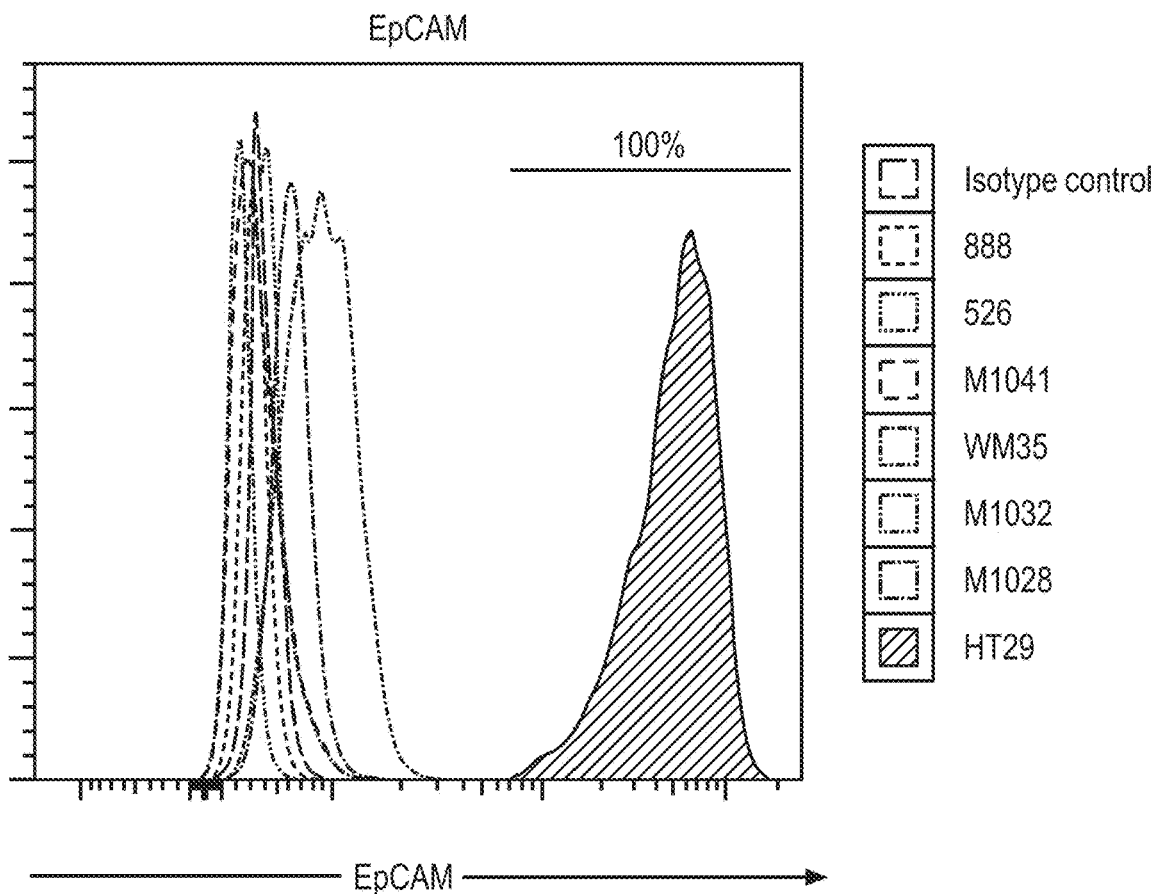 EpCAM
100%
Isotype control
888
526
M1041
WM35
M1032
M1028
HT29
EpCAM